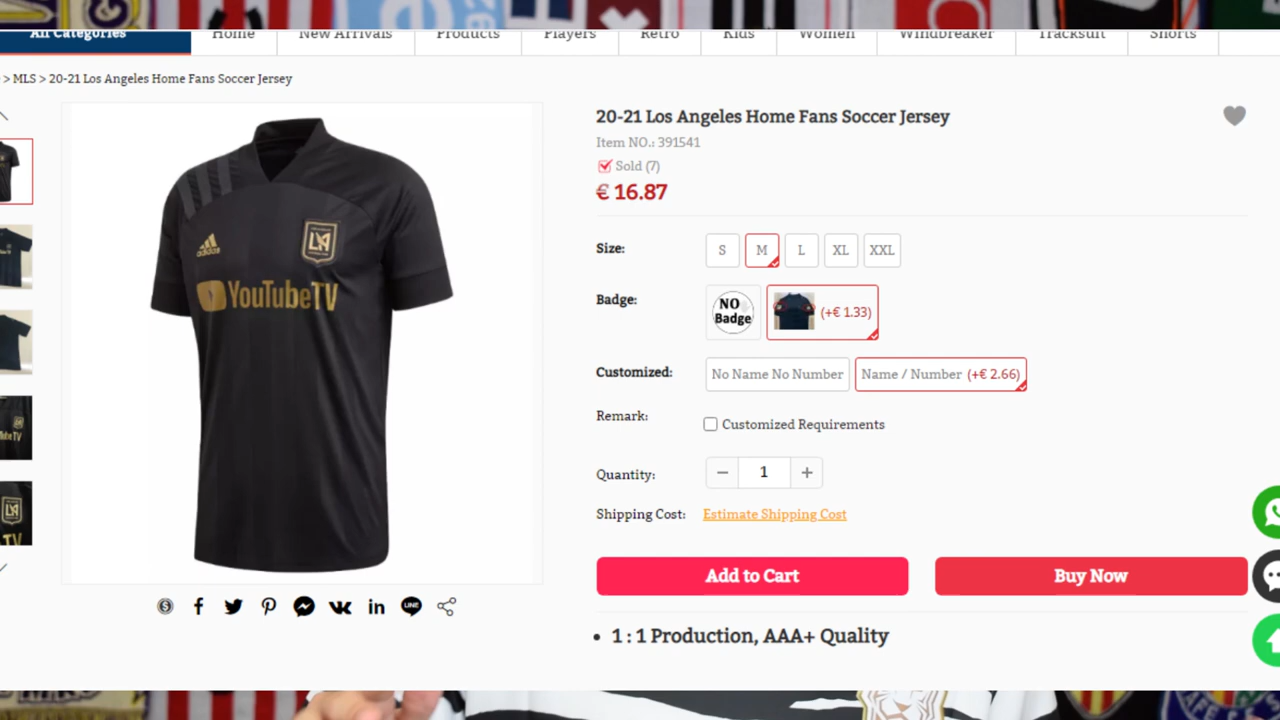 All Categories Home New Arrivals Products Players Retro Kids Women Windbreaker Tracksuit Shorts
> MLS > 20-21 Los Angeles Home Fans Soccer Jersey
20-21 Los Angeles Home Fans Soccer Jersey
Item NO.: 391541
Sold (7)
€ 16.87
Size: S M L XL XXL
Badge: NO Badge (+€ 1.33)
Customized: No Name No Number Name / Number (+€ 2.66)
Remark: Customized Requirements
Quantity: − 1 +
Shipping Cost: Estimate Shipping Cost
Add to Cart Buy Now
• 1 : 1 Production, AAA+ Quality
adidas
LA
YouTubeTV
LINE